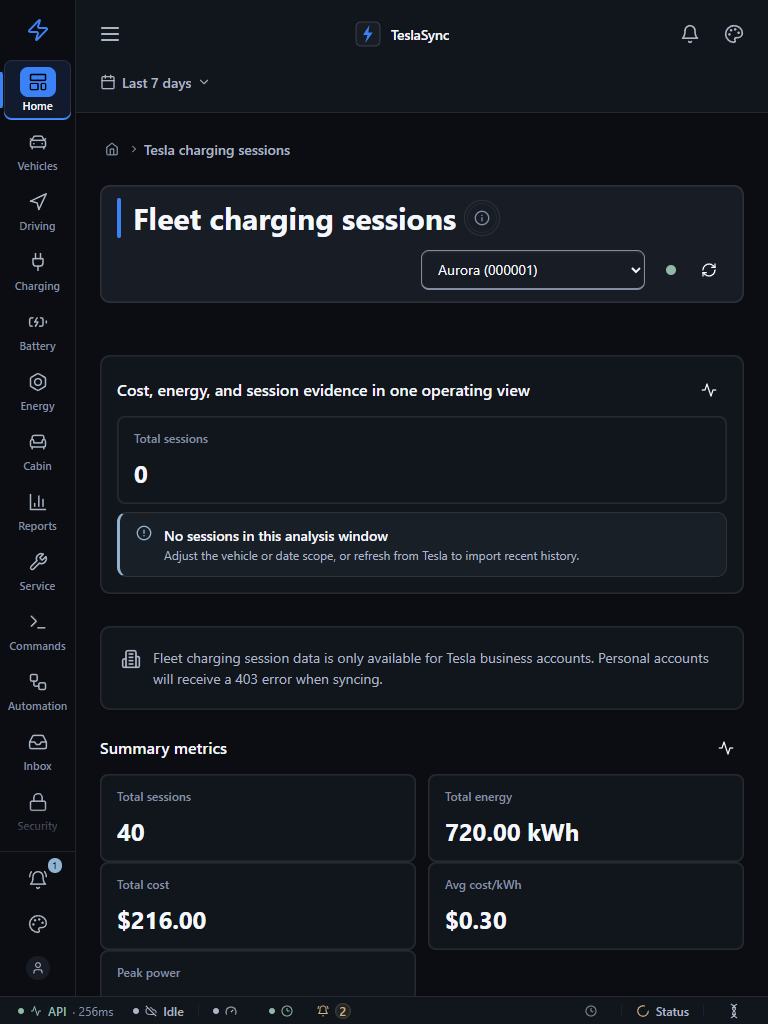 TeslaSync
Last 7 days
Home
Vehicles
Driving
Charging
Battery
Energy
Cabin
Reports
Service
Commands
Automation
Inbox
Security
1
Tesla charging sessions
Fleet charging sessions
Aurora (000001)
Cost, energy, and session evidence in one operating view
Total sessions
0
No sessions in this analysis window
Adjust the vehicle or date scope, or refresh from Tesla to import recent history.
Fleet charging session data is only available for Tesla business accounts. Personal accounts
will receive a 403 error when syncing.
Summary metrics
Total sessions
40
Total energy
720.00 kWh
Total cost
$216.00
Avg cost/kWh
$0.30
Peak power
API · 256ms
Idle
2
Status